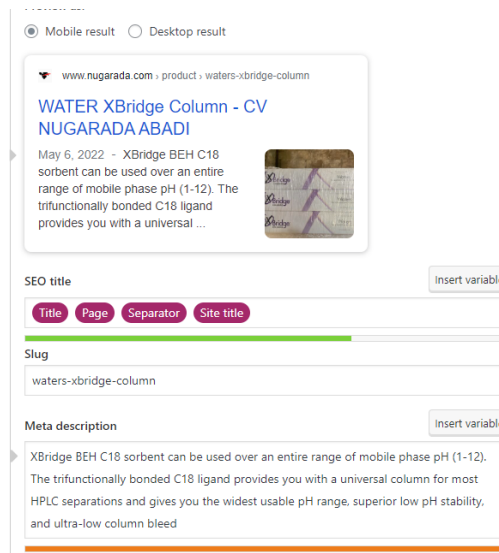 Mobile result Desktop result
www.nugarada.com › product › waters-xbridge-column
WATER XBridge Column - CV
NUGARADA ABADI
May 6, 2022 - XBridge BEH C18
sorbent can be used over an entire
range of mobile phase pH (1-12). The
trifunctionally bonded C18 ligand
provides you with a universal ...
XBridge
XBridge
XBridge
SEO title
Insert variable
Title Page Separator Site title
Slug
waters-xbridge-column
Meta description
Insert variable
XBridge BEH C18 sorbent can be used over an entire range of mobile phase pH (1-12).
The trifunctionally bonded C18 ligand provides you with a universal column for most
HPLC separations and gives you the widest usable pH range, superior low pH stability,
and ultra-low column bleed